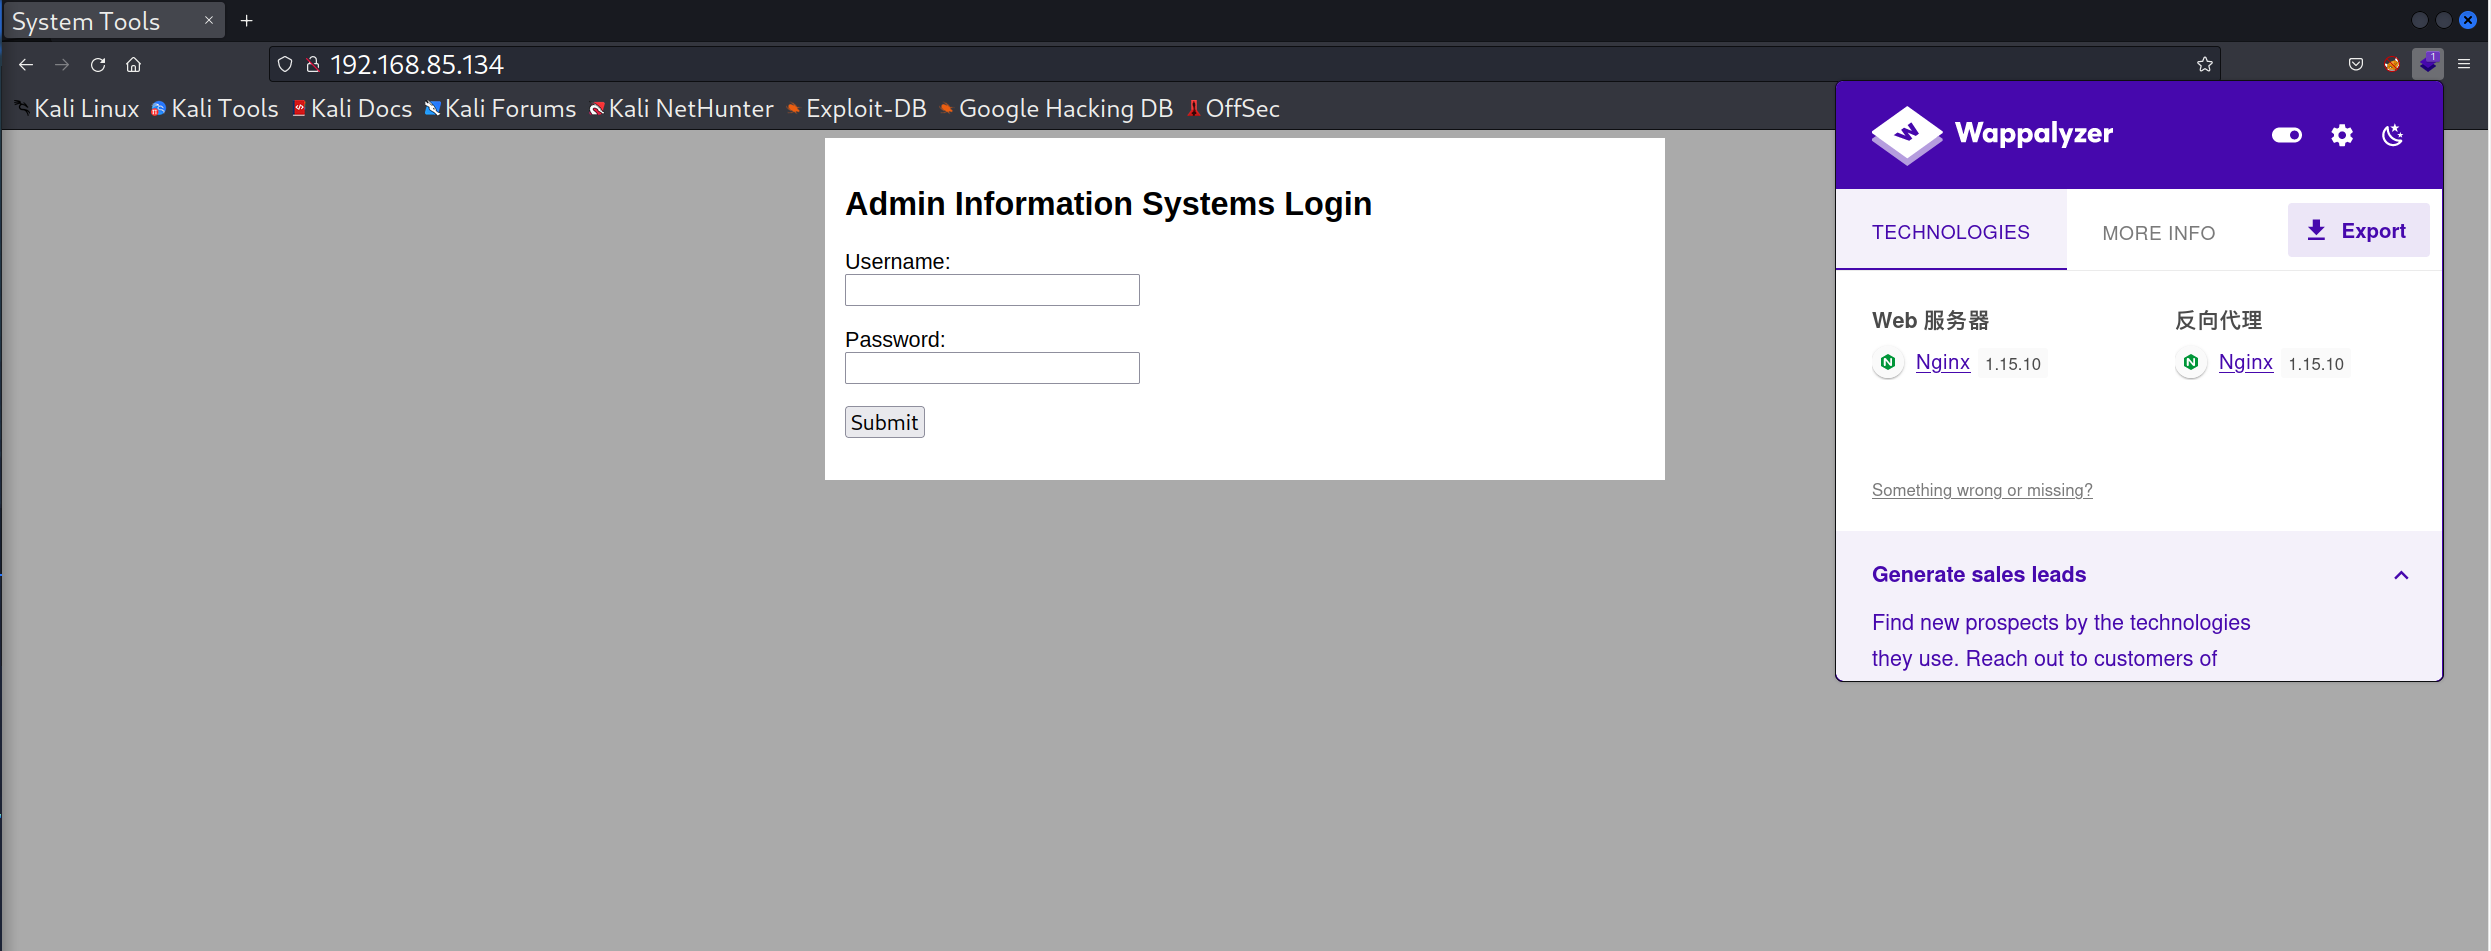 System Tools
192.168.85.134
1
Kali Linux Kali Tools Kali Docs Kali Forums Kali NetHunter Exploit-DB Google Hacking DB OffSec
Admin Information Systems Login
Username:
Password:
Submit
Wappalyzer
TECHNOLOGIES MORE INFO Export
Web 服务器 反向代理
Nginx 1.15.10 Nginx 1.15.10
Something wrong or missing?
Generate sales leads
Find new prospects by the technologies
they use. Reach out to customers of